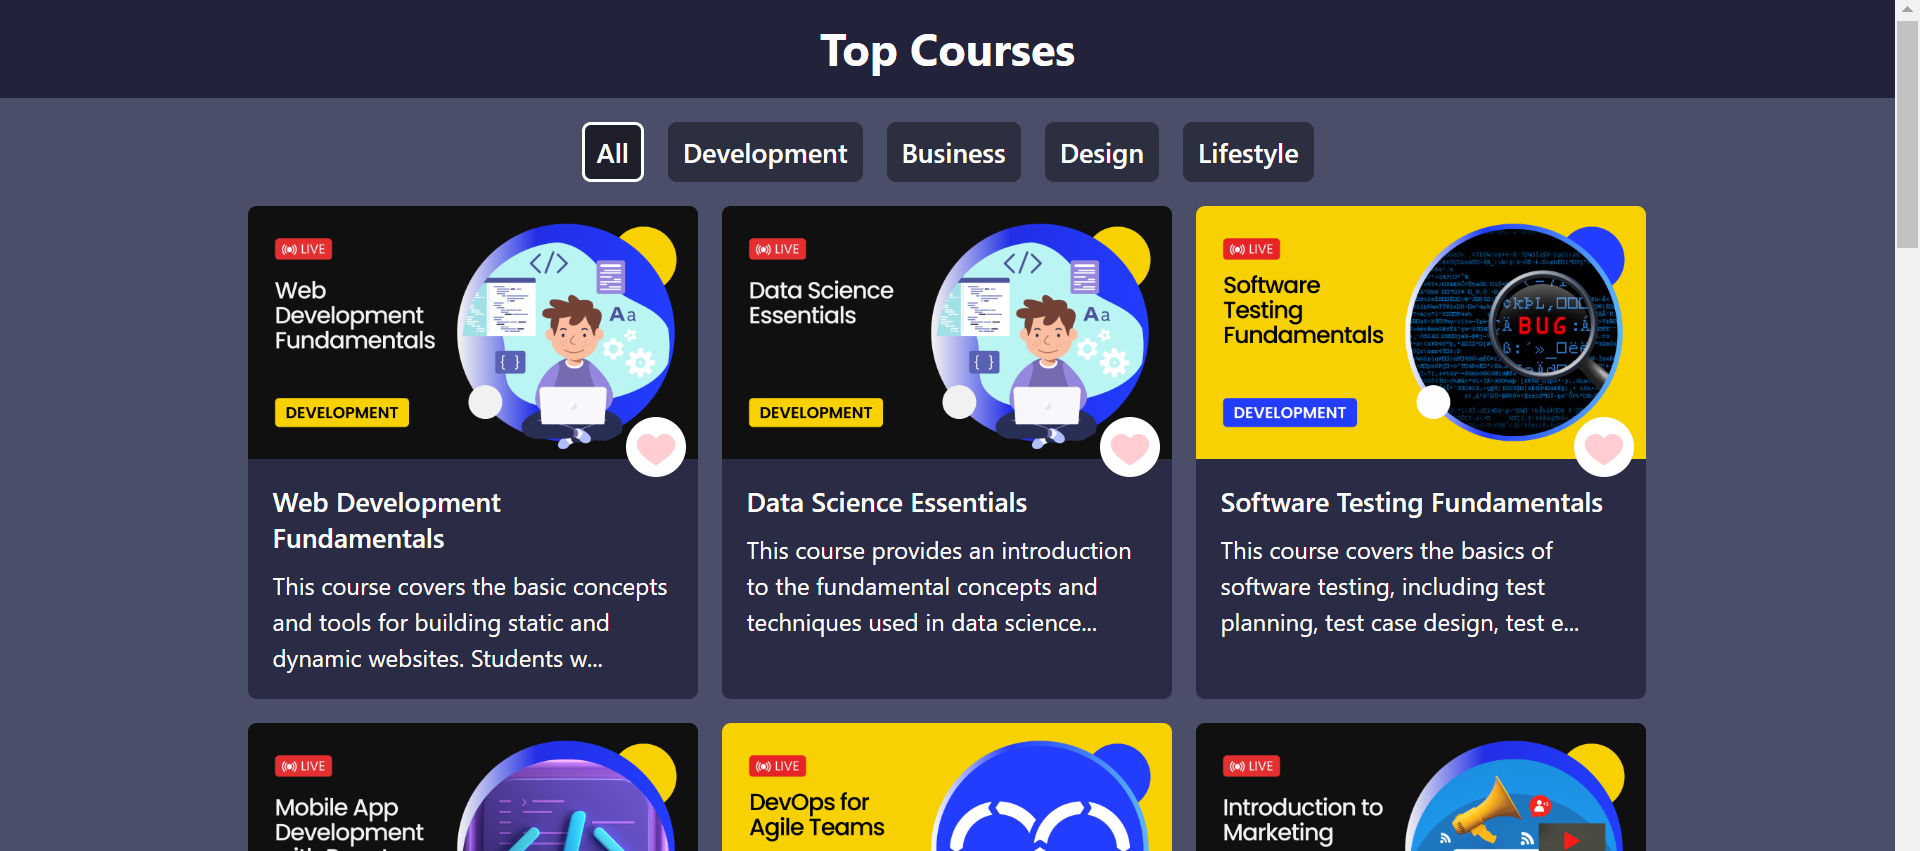 Top Courses
All
Development
Business
Design
Lifestyle
LIVE
Web
Development
Fundamentals
</>
Aa
{ }
DEVELOPMENT
LIVE
Data Science
Essentials
</>
Aa
{ }
DEVELOPMENT
LIVE
Software
Testing
Fundamentals
BUG
DEVELOPMENT
Web Development
Fundamentals
This course covers the basic concepts
and tools for building static and
dynamic websites. Students w...
Data Science Essentials
This course provides an introduction
to the fundamental concepts and
techniques used in data science...
Software Testing Fundamentals
This course covers the basics of
software testing, including test
planning, test case design, test e...
LIVE
Mobile App
Development
LIVE
DevOps for
Agile Teams
LIVE
Introduction to
Marketing